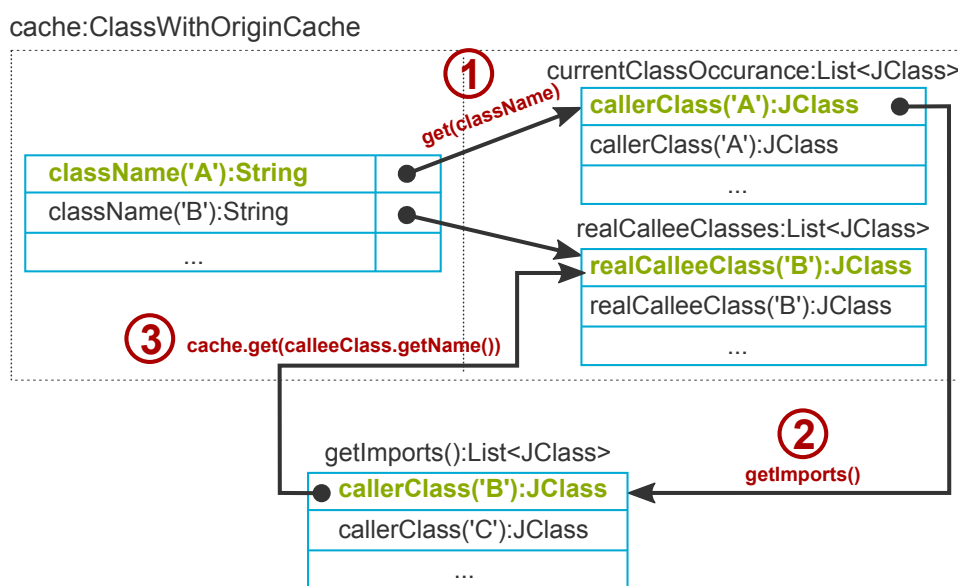 cache:ClassWithOriginCache
1
currentClassOccurance:List<JClass>
get(className)
callerClass('A'):JClass
callerClass('A'):JClass
...
className('A'):String
className('B'):String
...
realCalleeClasses:List<JClass>
realCalleeClass('B'):JClass
realCalleeClass('B'):JClass
...
3
cache.get(calleeClass.getName())
2
getImports()
getImports():List<JClass>
callerClass('B'):JClass
callerClass('C'):JClass
...